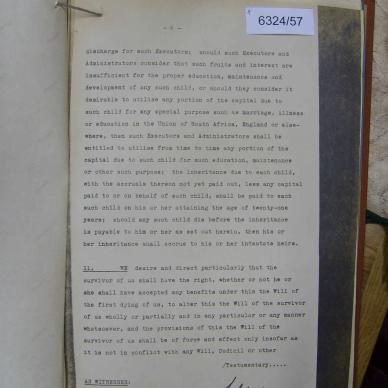 6324/57
- 4 -
discharge for such Executors; should such Executors and
Administrators consider that such fruits and interest are
insufficient for the proper education, maintenance and
development of any such child, or should they consider it
desirable to utilise any portion of the capital due to
such child for any special purpose such as marriage, illness
or education in the Union of South Africa, England or else-
where, then such Executors and Administrators shall be
entitled to utilise from time to time any portion of the
capital due to such child for such education, maintenance
or other such purpose; the inheritance due to each child,
with the accruals thereon not yet paid out, less any capital
paid to or on behalf of such child, shall be paid to each
such child on his or her attaining the age of twenty-one
years; should any such child die before the inheritance
is payable to him or her as set out herein, then his or
her inheritance shall accrue to his or her intestate heirs.
11. WE desire and direct particularly that the
survivor of us shall have the right, whether or not he or
she shall have accepted any benefits under this the Will of
the first dying of us, to alter this the Will of the survivor
of us wholly or partially and in any particular or any manner
whatsoever, and the provisions of this the Will of the
survivor of us shall be of force and effect only insofar as
it is not in conflict with any Will, Codicil or other
/Testamentary.....
AS WITNESSES: